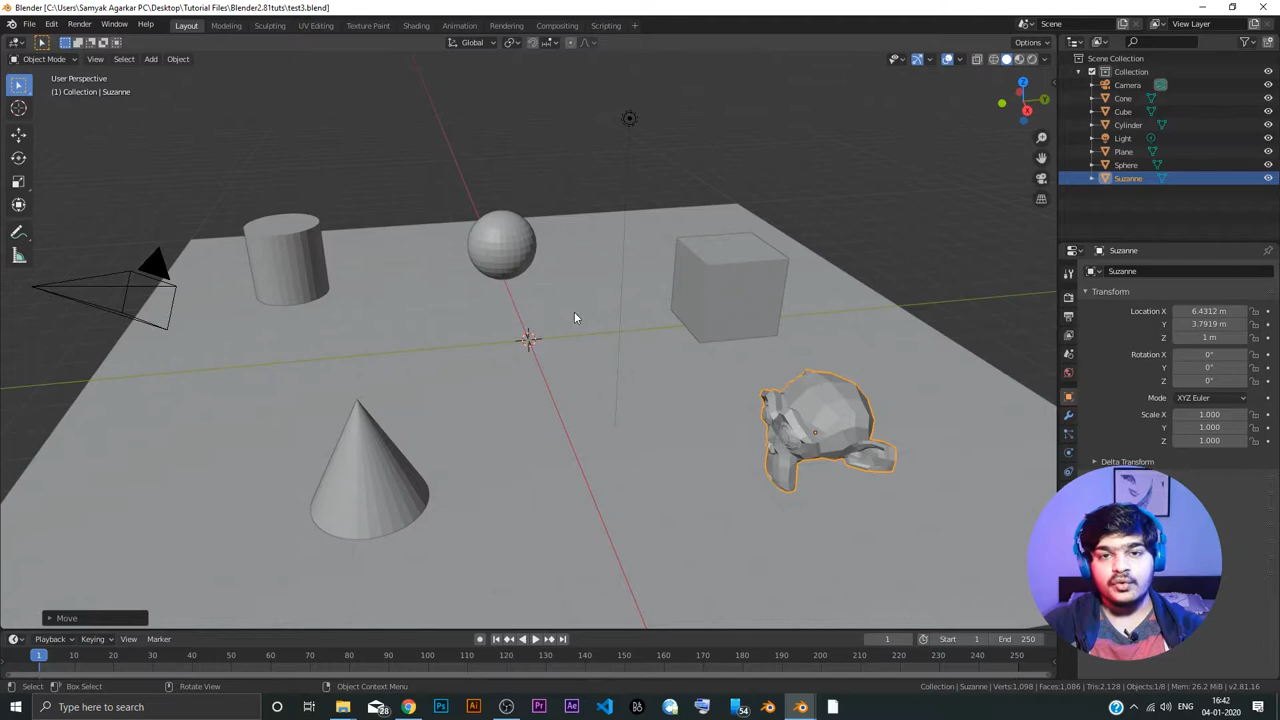 Blender [C:\Users\Samyak Agarkar PC\Desktop\Tutorial Files\Blender2.81tuts\test3.blend]
File Edit Render Window Help Layout Modeling Sculpting UV Editing Texture Paint Shading Animation Rendering Compositing Scripting + Scene View Layer
Global Options
Object Mode View Select Add Object
User Perspective
(1) Collection | Suzanne
Z
Y
X
Scene Collection
Collection
Camera
Cone
Cube
Cylinder
Light
Plane
Sphere
Suzanne
Suzanne
Suzanne
Transform
Location X 6.4312 m
Y 3.7919 m
Z 1 m
Rotation X 0°
Y 0°
Z 0°
Mode XYZ Euler
Scale X 1.000
Y 1.000
Z 1.000
Delta Transform
Move
Playback Keying View Marker 1 Start 1 End 250
1 10 20 30 40 50 60 70 80 90 100 110 120 130 140 150 160 170 180 190 200 210 220 230 240 250
Select Box Select Rotate View Object Context Menu Collection | Suzanne | Verts:1,098 | Faces:1,086 | Tris:2,128 | Objects:1/8 | Mem: 26.2 MiB | v2.81.16
Type here to search 28 Ps Ai Pr Ae 54 ENG 16:42
04-01-2020